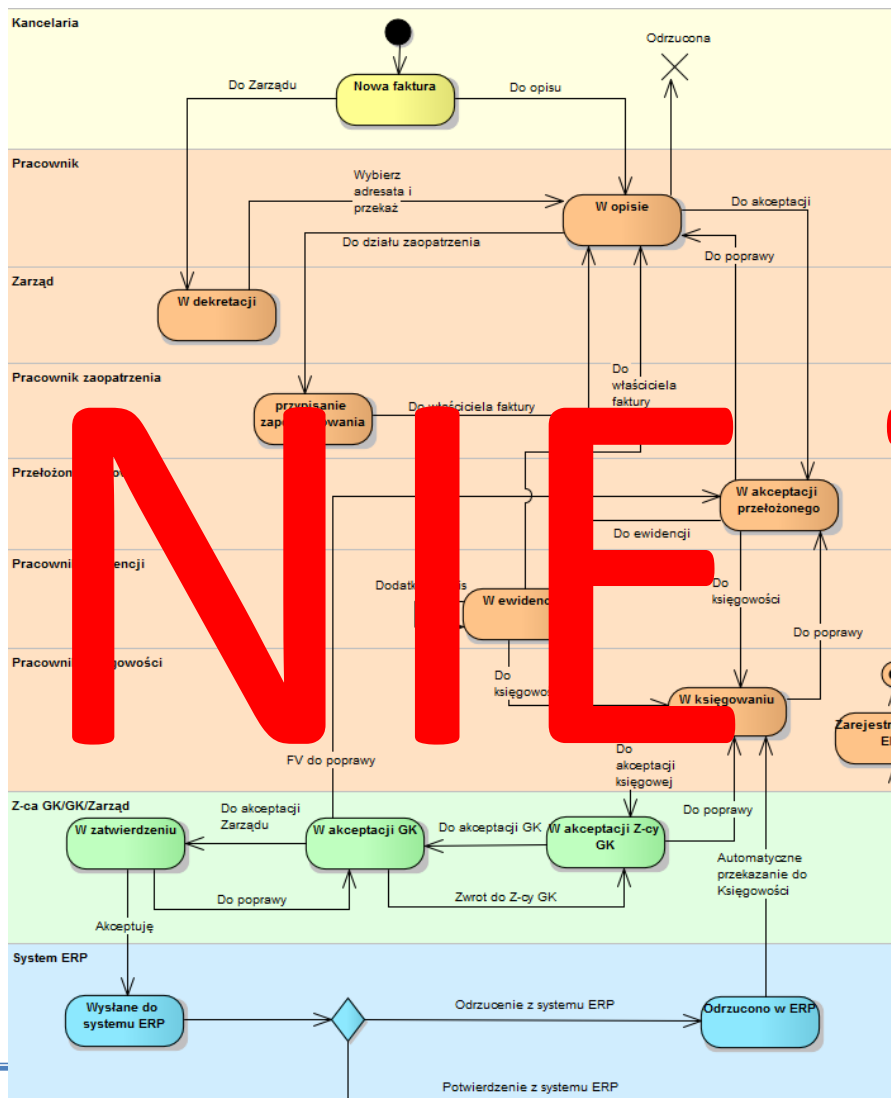 Kancelaria
Odrzucona
Nowa faktura
Do Zarządu
Do opisu
Pracownik
Wybierz
adresata i
przekaż
W opisie
Do akceptacji
Do działu zaopatrzenia
Do poprawy
Zarząd
W dekretacji
Pracownik zaopatrzenia
Do
właściciela
faktury
przypisanie
Do właściciela faktury
NIE
W akceptacji
przełożonego
Do ewidencji
Do
księgowości
W
Do poprawy
Do
W księgowaniu
FV do poprawy
Do
akceptacji
księgowej
Z-ca GK/GK/Zarząd
W zatwierdzeniu
Do akceptacji
Zarządu
W akceptacji GK
Do akceptacji GK
W akceptacji Z-cy
GK
Do poprawy
Do poprawy
Zwrot do Z-cy GK
Automatyczne
przekazanie do
Księgowości
Akceptuję
System ERP
Wysłane do
systemu ERP
Odrzucenie z systemu ERP
Odrzucono w ERP
Potwierdzenie z systemu ERP